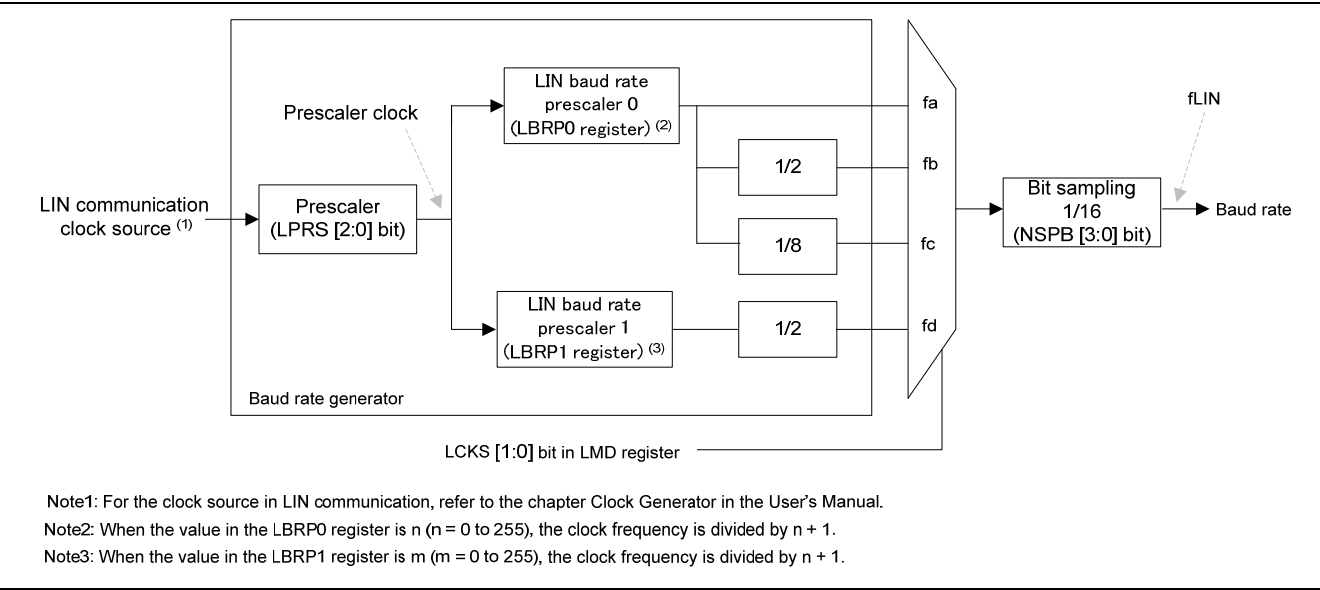 Prescaler clock
LIN communication
clock source (1)
Prescaler
(LPRS [2:0] bit)
LIN baud rate
prescaler 0
(LBRP0 register) (2)
1/2
1/8
LIN baud rate
prescaler 1
(LBRP1 register) (3)
1/2
Baud rate generator
fa
fb
fc
fd
LCKS [1:0] bit in LMD register
Bit sampling
1/16
(NSPB [3:0] bit)
fLIN
Baud rate
Note1: For the clock source in LIN communication, refer to the chapter Clock Generator in the User's Manual.
Note2: When the value in the LBRP0 register is n (n = 0 to 255), the clock frequency is divided by n + 1.
Note3: When the value in the LBRP1 register is m (m = 0 to 255), the clock frequency is divided by n + 1.